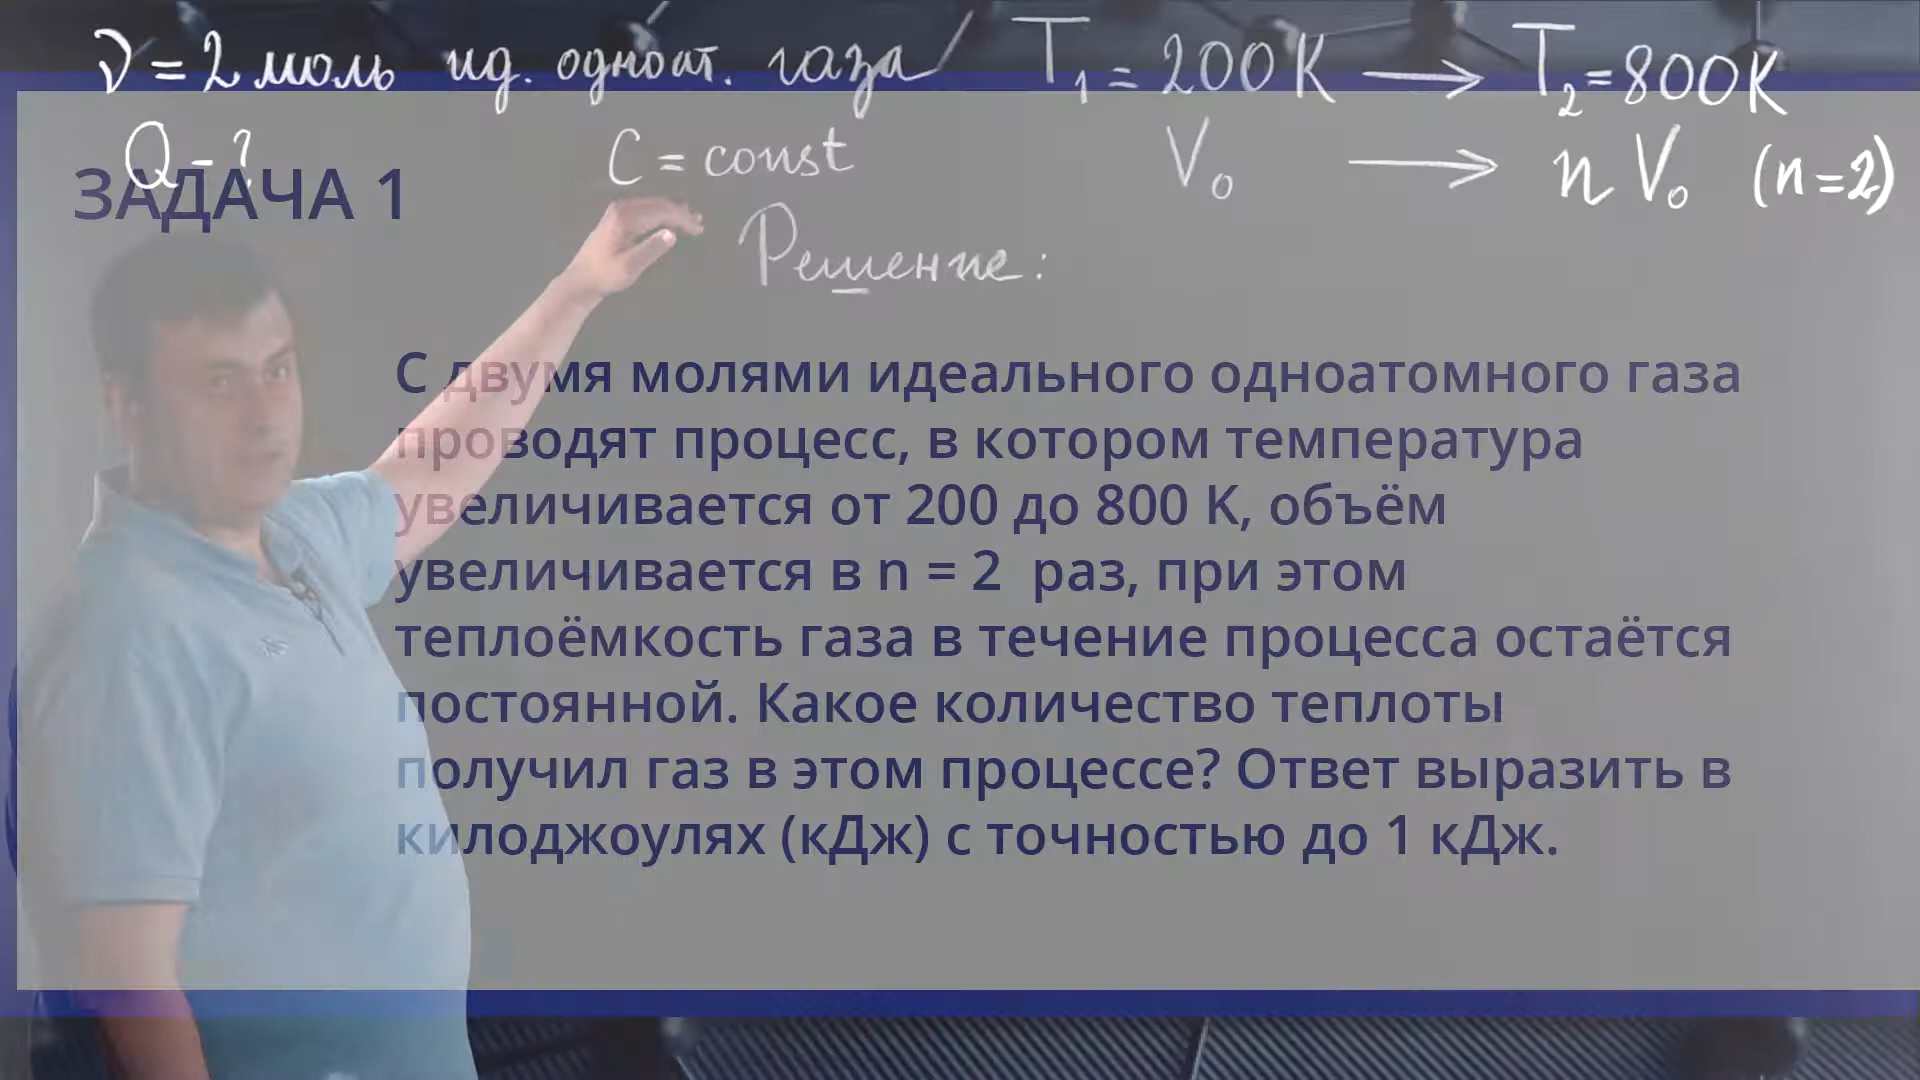 ν = 2 моль ид. одноат. газа / T₁ = 200 K → T₂ = 800 K
Q - ? C = const V₀ → n V₀ (n = 2)
ЗАДАЧА 1
Решение:
С двумя молями идеального одноатомного газа
проводят процесс, в котором температура
увеличивается от 200 до 800 К, объём
увеличивается в n = 2 раз, при этом
теплоёмкость газа в течение процесса остаётся
постоянной. Какое количество теплоты
получил газ в этом процессе? Ответ выразить в
килоджоулях (кДж) с точностью до 1 кДж.